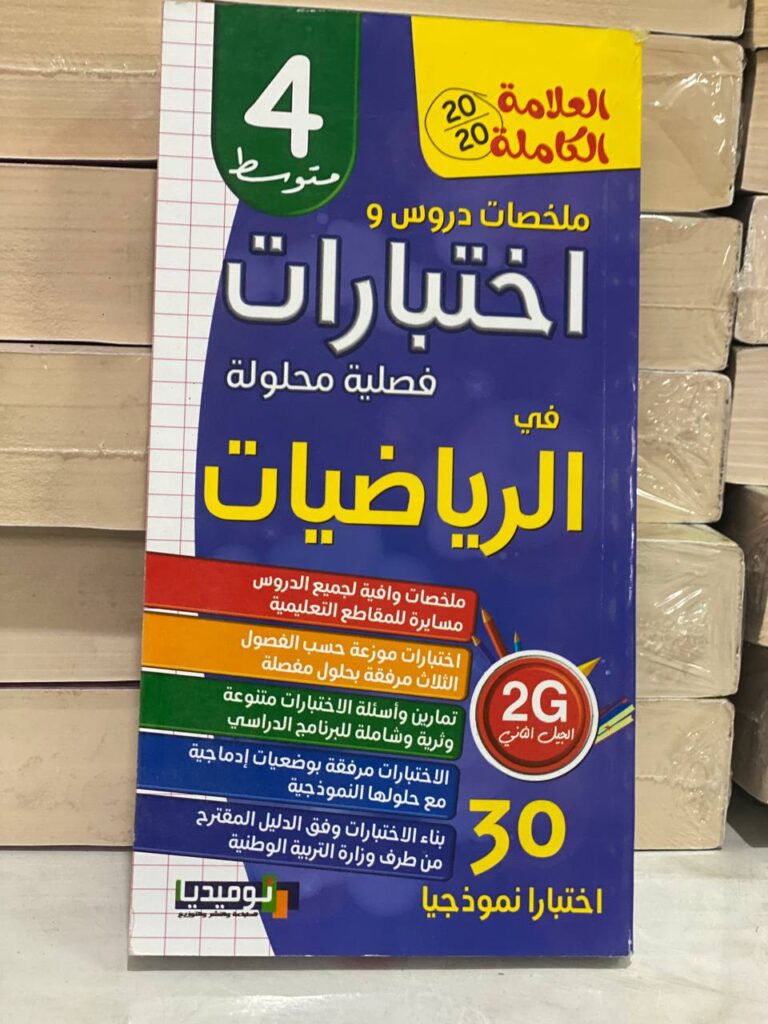 4
متوسط
العلامة
الكاملة
20
20
ملخصات دروس و
اختبارات
فصلية محلولة
في
الرياضيات
ملخصات وافية لجميع الدروس
مسايرة للمقاطع التعليمية
اختبارات موزعة حسب الفصول
الثلاث مرفقة بحلول مفصلة
تمارين وأسئلة الاختبارات متنوعة
وثرية وشاملة للبرنامج الدراسي
الاختبارات مرفقة بوضعيات إدماجية
مع حلولها النموذجية
بناء الاختبارات وفق الدليل المقترح
من طرف وزارة التربية الوطنية
2G
الجيل الثاني
30
اختبارا نموذجيا
نوميديا
للطباعة والنشر والتوزيع